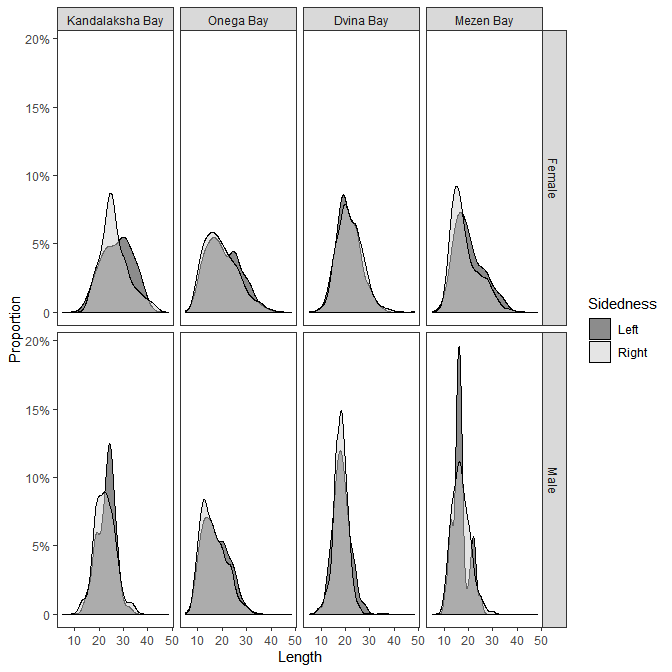 Kandalaksha Bay Onega Bay Dvina Bay Mezen Bay
20%
15%
10%
5%
0
Female
20%
15%
10%
5%
0
Male
Proportion
10 20 30 40 50 10 20 30 40 50 10 20 30 40 50 10 20 30 40 50
Length
Sidedness
Left
Right